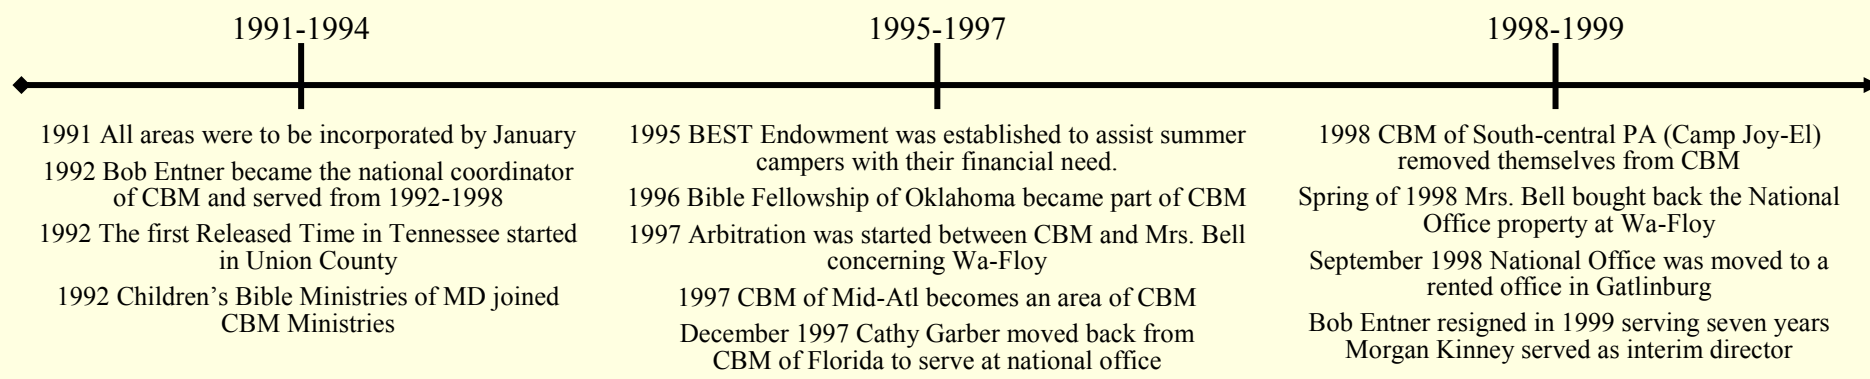 1991-1994
1991 All areas were to be incorporated by January
1992 Bob Entner became the national coordinator
of CBM and served from 1992-1998
1992 The first Released Time in Tennessee started
in Union County
1992 Children’s Bible Ministries of MD joined
CBM Ministries
1995-1997
1995 BEST Endowment was established to assist summer
campers with their financial need.
1996 Bible Fellowship of Oklahoma became part of CBM
1997 Arbitration was started between CBM and Mrs. Bell
concerning Wa-Floy
1997 CBM of Mid-Atl becomes an area of CBM
December 1997 Cathy Garber moved back from
CBM of Florida to serve at national office
1998-1999
1998 CBM of South-central PA (Camp Joy-El)
removed themselves from CBM
Spring of 1998 Mrs. Bell bought back the National
Office property at Wa-Floy
September 1998 National Office was moved to a
rented office in Gatlinburg
Bob Entner resigned in 1999 serving seven years
Morgan Kinney served as interim director